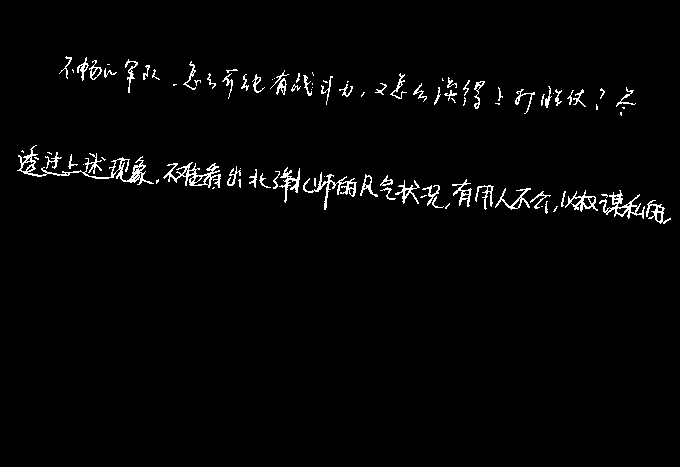 不畅的军队、怎么可能有战斗力,又怎么谈得上打胜仗?
透过上述现象,不难看出北洋水师的风气状况,有用人不公,以权谋私的,